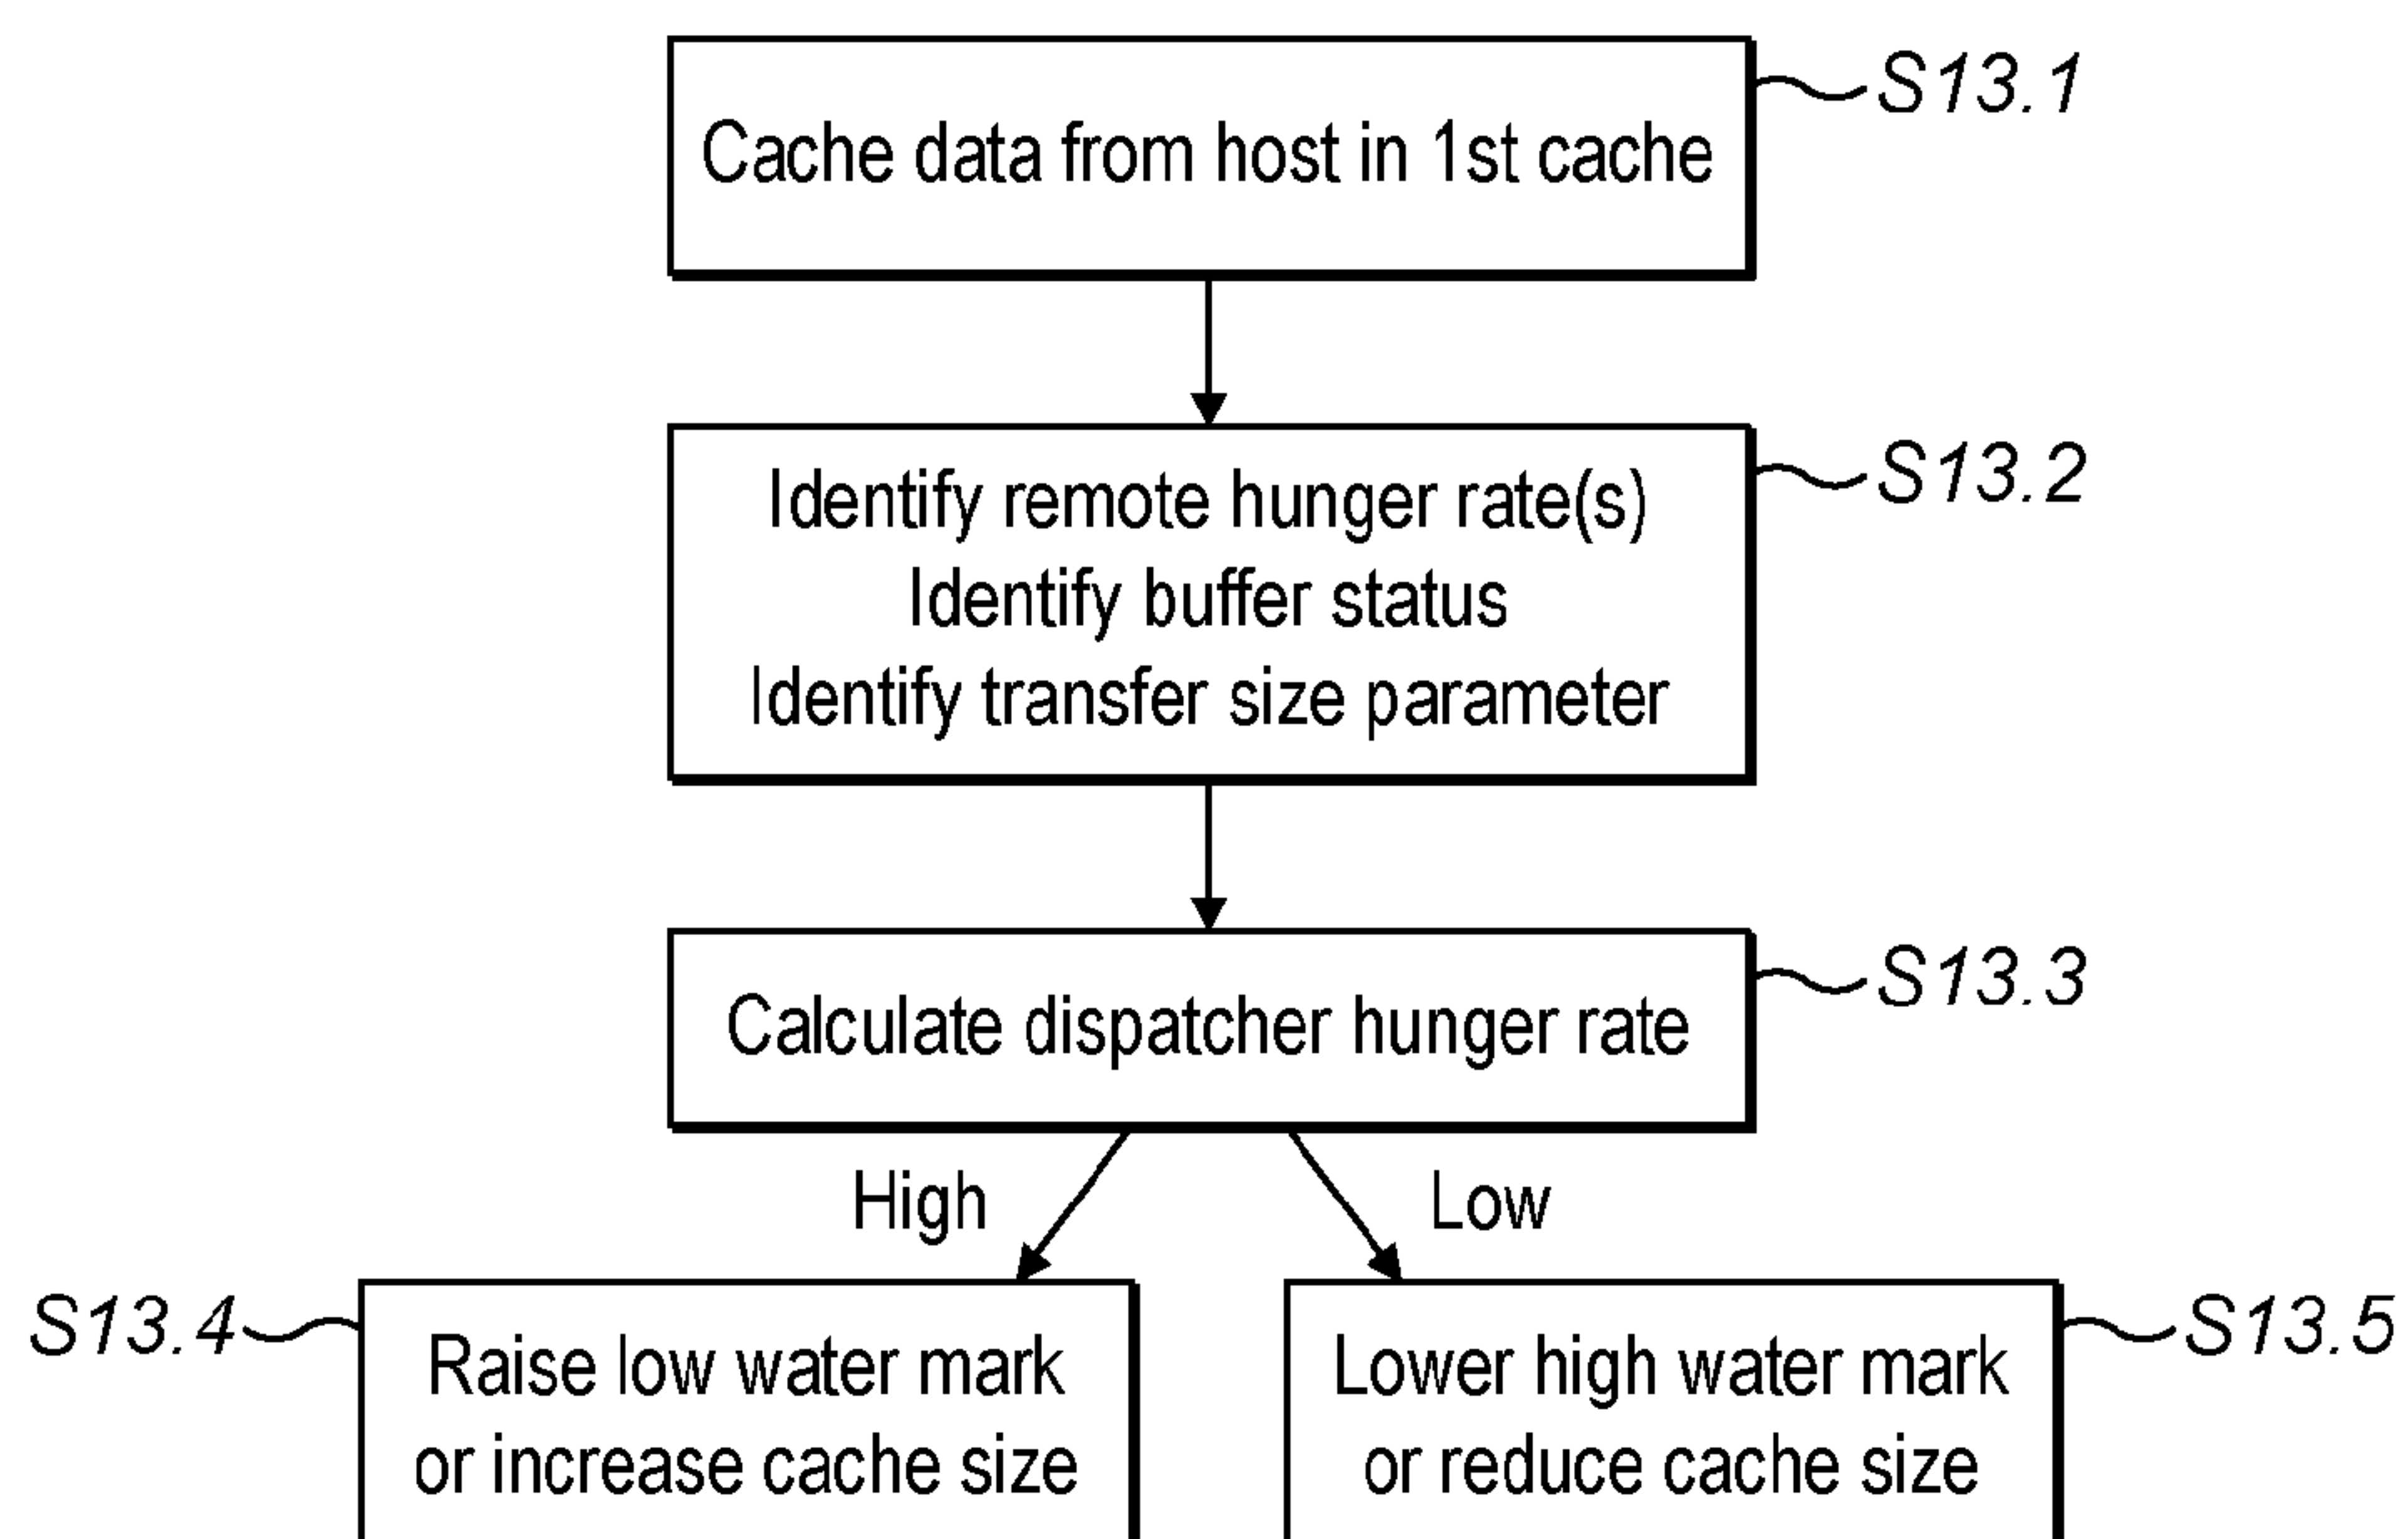 Cache data from host in 1st cache
S13.1
Identify remote hunger rate(s)
Identify buffer status
Identify transfer size parameter
S13.2
Calculate dispatcher hunger rate
S13.3
High
Low
S13.4
Raise low water mark
or increase cache size
Lower high water mark
or reduce cache size
S13.5